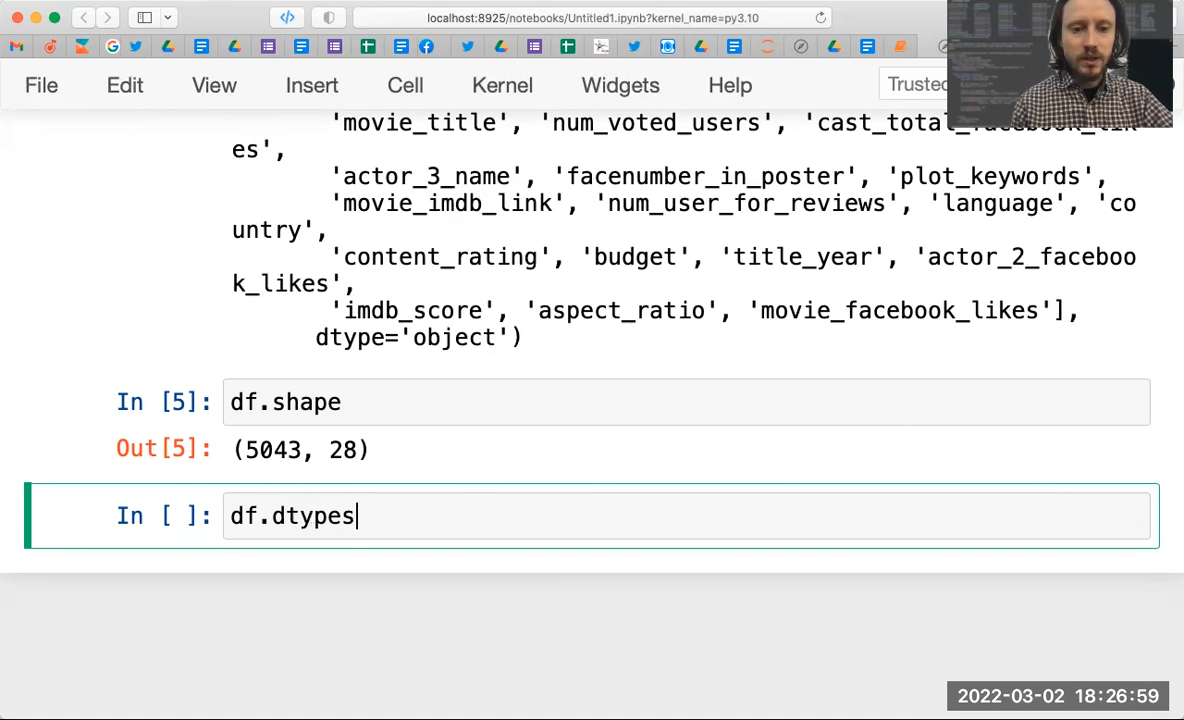 localhost:8925/notebooks/Untitled1.ipynb?kernel_name=py3.10
File Edit View Insert Cell Kernel Widgets Help Trusted
'movie_title', 'num_voted_users', 'cast_total_facebook_lik
es',
'actor_3_name', 'facenumber_in_poster', 'plot_keywords',
'movie_imdb_link', 'num_user_for_reviews', 'language', 'co
untry',
'content_rating', 'budget', 'title_year', 'actor_2_faceboo
k_likes',
'imdb_score', 'aspect_ratio', 'movie_facebook_likes'],
dtype='object')
In [5]: df.shape
Out[5]: (5043, 28)
In [ ]: df.dtypes
2022-03-02 18:26:59